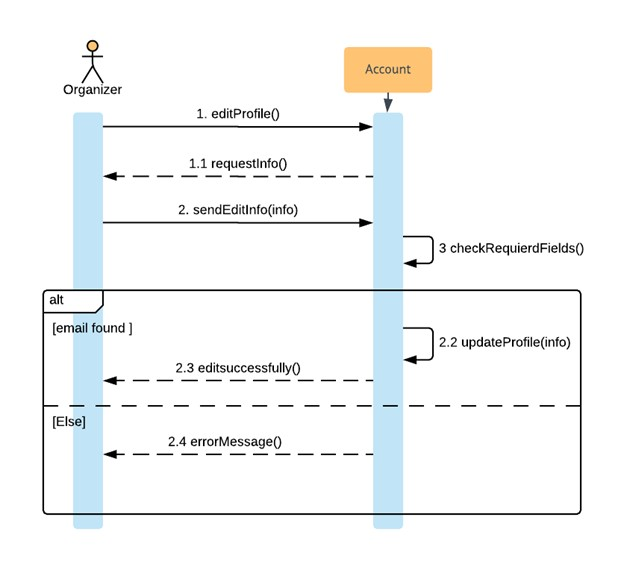 Organizer
Account
1. editProfile()
1.1 requestInfo()
2. sendEditInfo(info)
3 checkRequierdFields()
alt
[email found ]
2.2 updateProfile(info)
2.3 editsuccessfully()
[Else]
2.4 errorMessage()